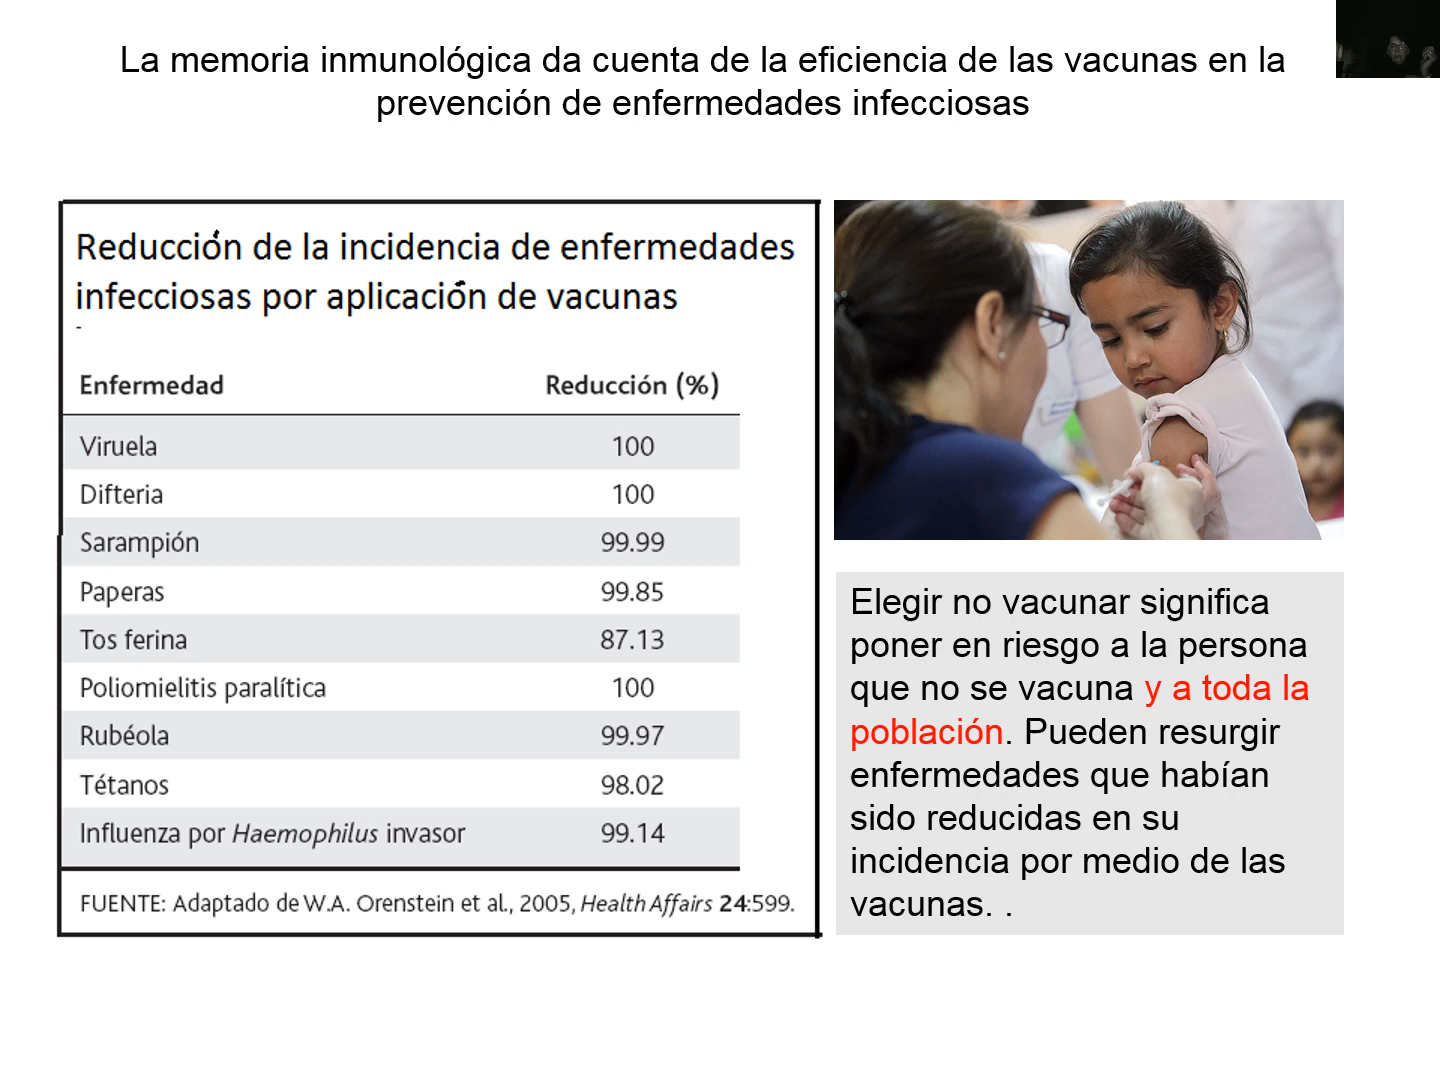 La memoria inmunológica da cuenta de la eficiencia de las vacunas en la
prevención de enfermedades infecciosas
Reducción de la incidencia de enfermedades
infecciosas por aplicación de vacunas
-
Enfermedad Reducción (%)
Viruela 100
Difteria 100
Sarampión 99.99
Paperas 99.85
Tos ferina 87.13
Poliomielitis paralítica 100
Rubéola 99.97
Tétanos 98.02
Influenza por Haemophilus invasor 99.14
FUENTE: Adaptado de W.A. Orenstein et al., 2005, Health Affairs 24:599.
Elegir no vacunar significa
poner en riesgo a la persona
que no se vacuna y a toda la
población. Pueden resurgir
enfermedades que habían
sido reducidas en su
incidencia por medio de las
vacunas. .